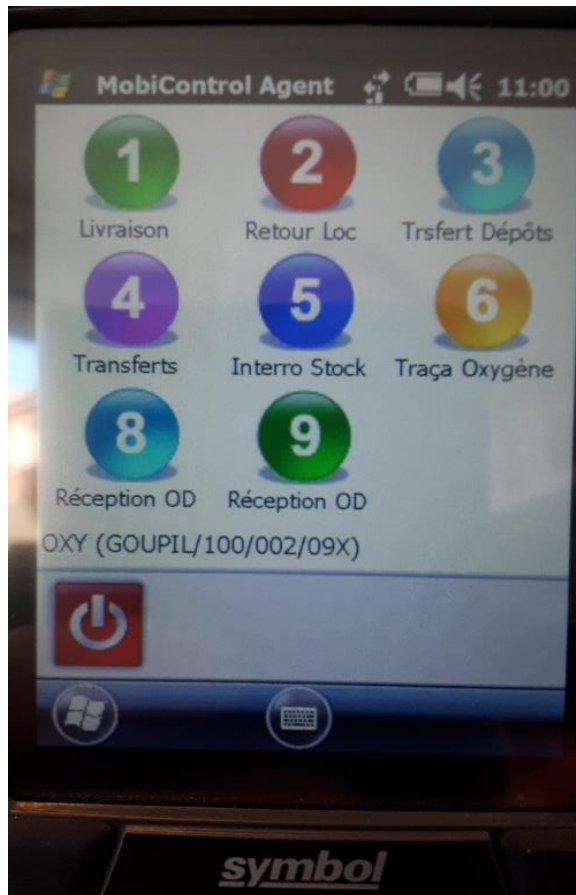 MobiControl Agent 11:00
1 2 3
Livraison Retour Loc Trsfert Dépôts
4 5 6
Transferts Interro Stock Traça Oxygène
8 9
Réception OD Réception OD
OXY (GOUPIL/100/002/09X)
symbol